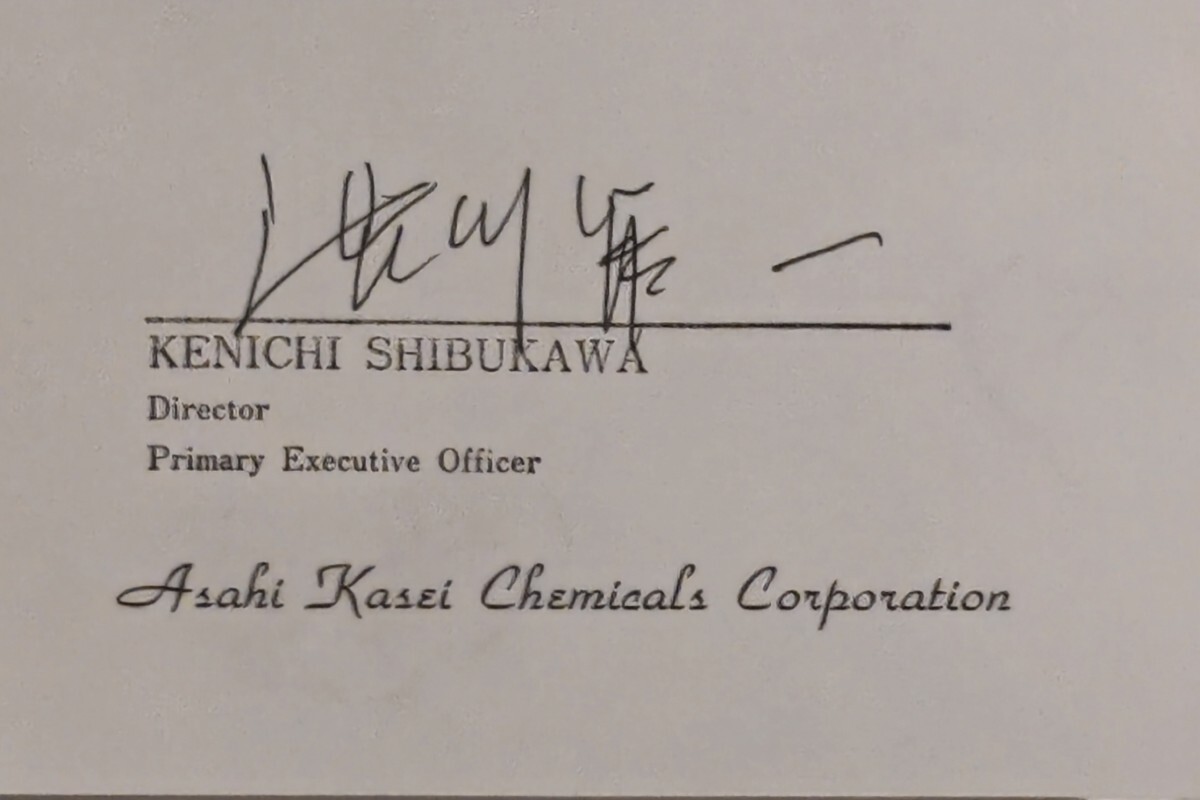 KENICHI SHIBUKAWA
Director
Primary Executive Officer
Asahi Kasei Chemicals Corporation